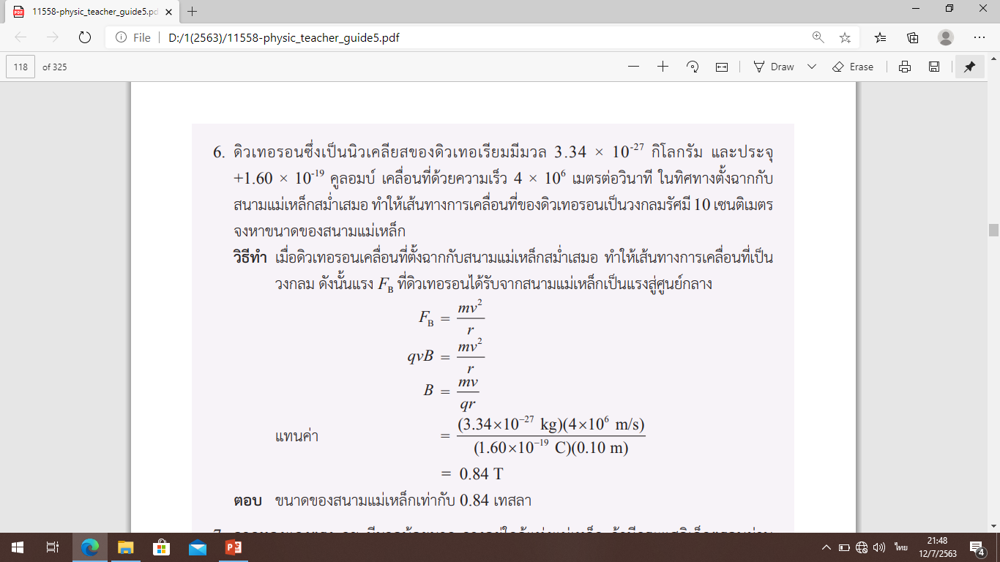 11558-physic_teacher_guide5.pd
File D:/1(2563)/11558-physic_teacher_guide5.pdf
118 of 325 Draw Erase
6. ดิวเทอรอนซึ่งเป็นนิวเคลียสของดิวเทอเรียมมีมวล 3.34 × 10⁻²⁷ กิโลกรัม และประจุ
+1.60 × 10⁻¹⁹ คูลอมบ์ เคลื่อนที่ด้วยความเร็ว 4 × 10⁶ เมตรต่อวินาที ในทิศทางตั้งฉากกับ
สนามแม่เหล็กสม่ำเสมอ ทำให้เส้นทางการเคลื่อนที่ของดิวเทอรอนเป็นวงกลมรัศมี 10 เซนติเมตร
จงหาขนาดของสนามแม่เหล็ก
วิธีทำ เมื่อดิวเทอรอนเคลื่อนที่ตั้งฉากกับสนามแม่เหล็กสม่ำเสมอ ทำให้เส้นทางการเคลื่อนที่เป็น
วงกลม ดังนั้นแรง F_B ที่ดิวเทอรอนได้รับจากสนามแม่เหล็กเป็นแรงสู่ศูนย์กลาง
F_B = mv²/r
qvB = mv²/r
B = mv/qr
แทนค่า = (3.34×10⁻²⁷ kg)(4×10⁶ m/s)/(1.60×10⁻¹⁹ C)(0.10 m)
= 0.84 T
ตอบ ขนาดของสนามแม่เหล็กเท่ากับ 0.84 เทสลา
ไทย 21:48
12/7/2563 4